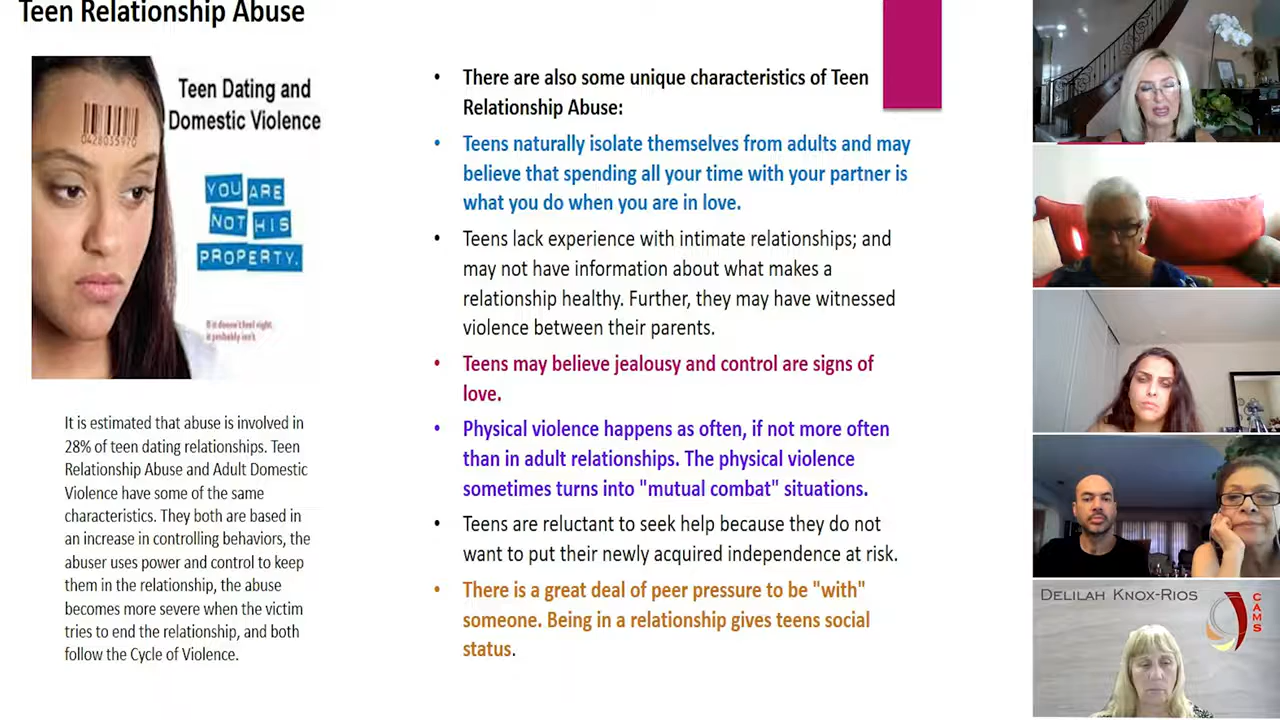 Teen Relationship Abuse
0428035970
Teen Dating and
Domestic Violence
YOU ARE
NOT HIS
PROPERTY.
If it doesn't feel right,
it probably isn't.
It is estimated that abuse is involved in
28% of teen dating relationships. Teen
Relationship Abuse and Adult Domestic
Violence have some of the same
characteristics. They both are based in
an increase in controlling behaviors, the
abuser uses power and control to keep
them in the relationship, the abuse
becomes more severe when the victim
tries to end the relationship, and both
follow the Cycle of Violence.
• There are also some unique characteristics of Teen
Relationship Abuse:
• Teens naturally isolate themselves from adults and may
believe that spending all your time with your partner is
what you do when you are in love.
• Teens lack experience with intimate relationships; and
may not have information about what makes a
relationship healthy. Further, they may have witnessed
violence between their parents.
• Teens may believe jealousy and control are signs of
love.
• Physical violence happens as often, if not more often
than in adult relationships. The physical violence
sometimes turns into "mutual combat" situations.
• Teens are reluctant to seek help because they do not
want to put their newly acquired independence at risk.
• There is a great deal of peer pressure to be "with"
someone. Being in a relationship gives teens social
status.
DELILAH KNOX-RIOS
CAMS